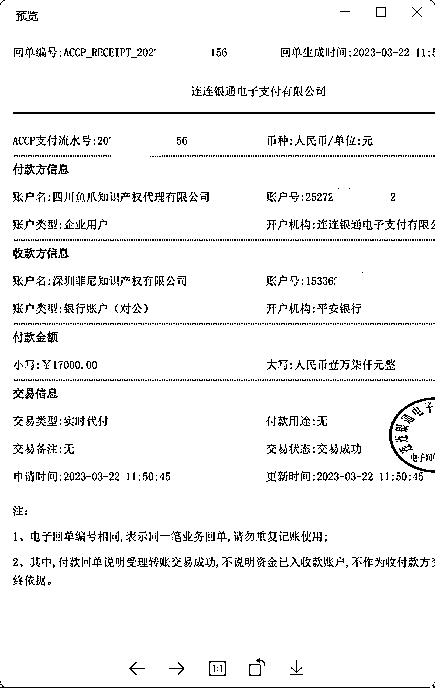 预览
回单编号:ACCP_RECEIPT_202 156 回单生成时间:2023-03-22 11:5
连连银通电子支付有限公司
ACCP支付流水号:20 56 币种:人民币/单位:元
付款方信息
账户名:四川鱼爪知识产权代理有限公司 账户号:25272 2
账户类型:企业用户 开户机构:连连银通电子支付有限公
收款方信息
账户名:深圳菲尼知识产权有限公司 账户号:15336
账户类型:银行账户（对公） 开户机构:平安银行
付款金额
小写:￥17000.00 大写:人民币壹万柒仟元整
交易信息
交易类型:实时代付 付款用途:无
交易备注:无 交易状态:交易成功
申请时间:2023-03-22 11:50:45 更新时间:2023-03-22 11:50:45
连连银通电子
电子回
注:
1、电子回单编号相同,表示同一笔业务回单,请勿重复记账使用;
2、其中,付款回单说明受理转账交易成功,不说明资金已入收款账户,不作为收付款方交
终依据。
1:1